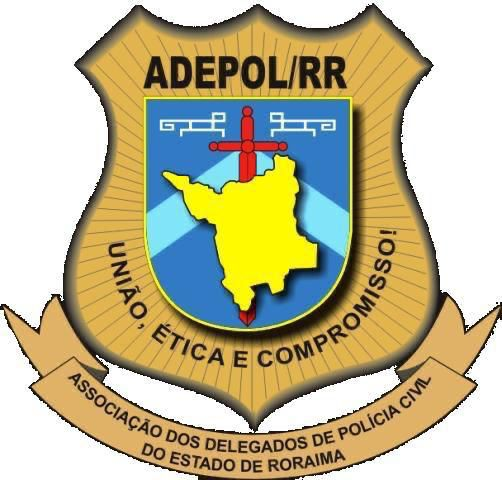 ADEPOL/RR
UNIÃO, ÉTICA E COMPROMISSO!
ASSOCIAÇÃO DOS DELEGADOS DE POLÍCIA CIVIL
DO ESTADO DE RORAIMA